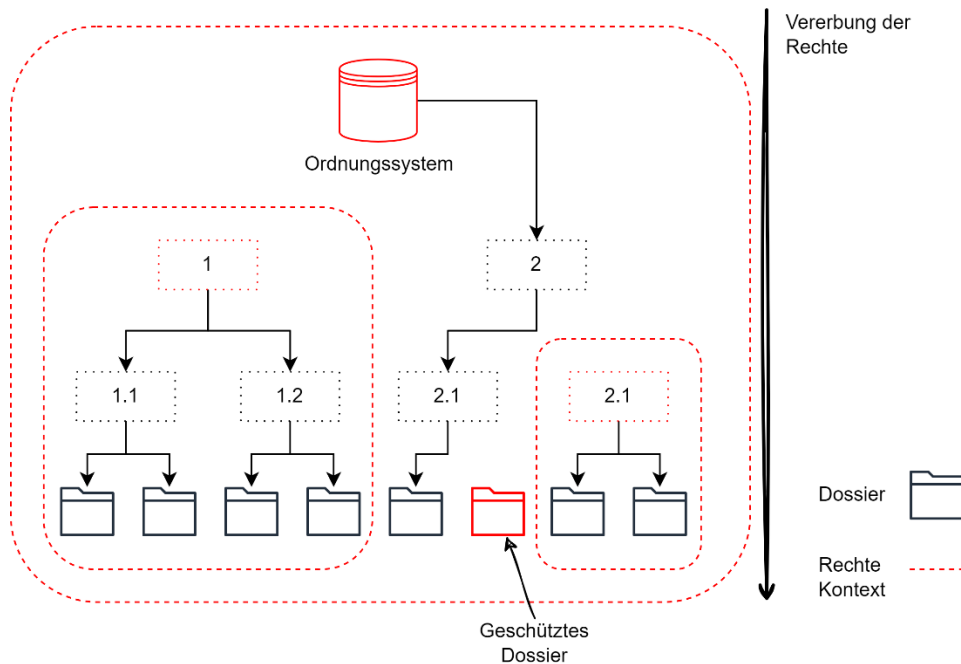 Vererbung der
Rechte
Ordnungssystem
1
2
1.1
1.2
2.1
2.1
Dossier
Rechte
Kontext
Geschütztes
Dossier